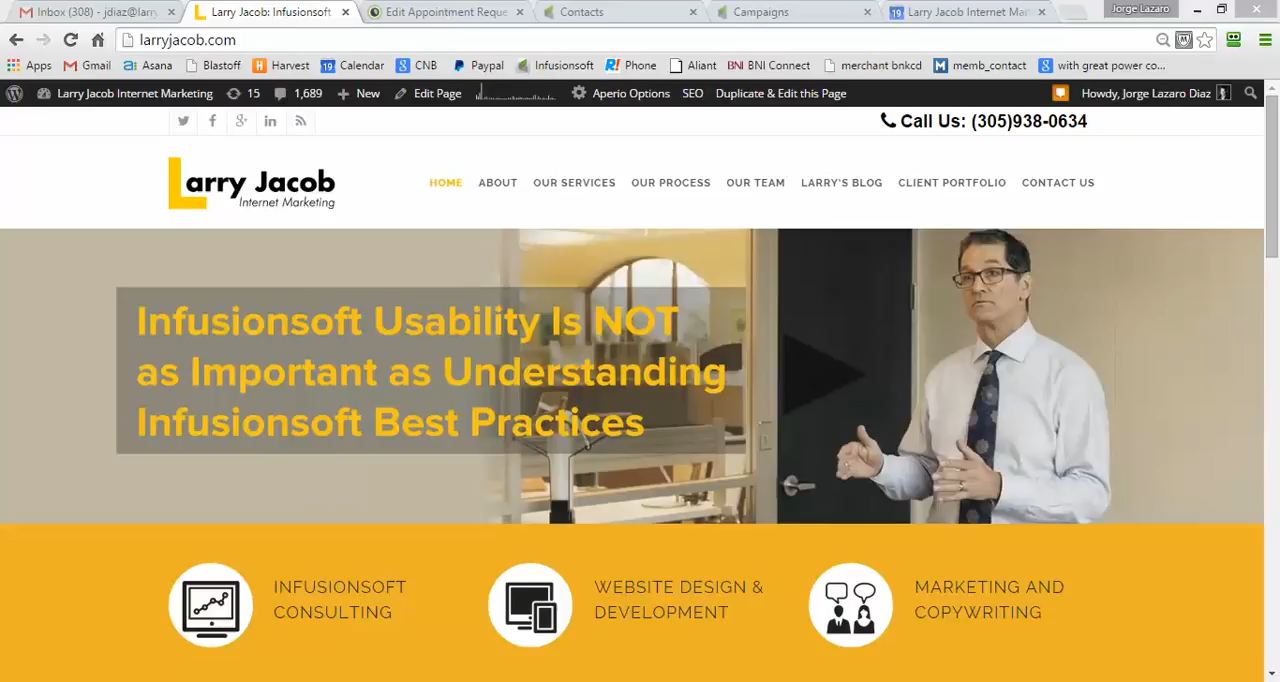 Inbox (308) - jdiaz@larry
Larry Jacob: Infusionsoft
Edit Appointment Reque
Contacts
Campaigns
Larry Jacob Internet Mar
Jorge Lazaro
larryjacob.com
Apps
Gmail
Asana
Blastoff
Harvest
Calendar
CNB
Paypal
Infusionsoft
Phone
Aliant
BNI Connect
merchant bnkcd
memb_contact
with great power co...
Larry Jacob Internet Marketing
15
1,689
New
Edit Page
Aperio Options
SEO
Duplicate & Edit this Page
Howdy, Jorge Lazaro Diaz
Call Us: (305)938-0634
Larry Jacob
Internet Marketing
HOME
ABOUT
OUR SERVICES
OUR PROCESS
OUR TEAM
LARRY'S BLOG
CLIENT PORTFOLIO
CONTACT US
Infusionsoft Usability Is NOT
as Important as Understanding
Infusionsoft Best Practices
INFUSIONSOFT
CONSULTING
WEBSITE DESIGN &
DEVELOPMENT
MARKETING AND
COPYWRITING